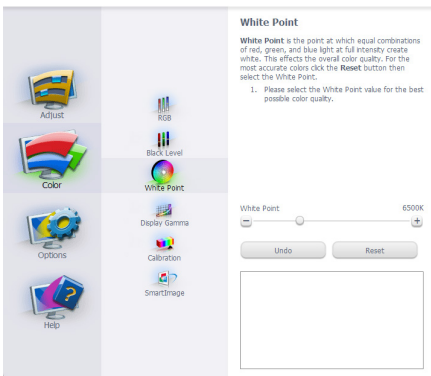 Adjust
Color
Options
Help
RGB
Black Level
White Point
Display Gamma
Calibration
SmartImage
White Point
White Point is the point at which equal combinations
of red, green, and blue light at full intensity create
white. This effects the overall color quality. For the
most accurate colors click the Reset button then
select the White Point.
1. Please select the White Point value for the best
possible color quality.
White Point 6500K
Undo Reset